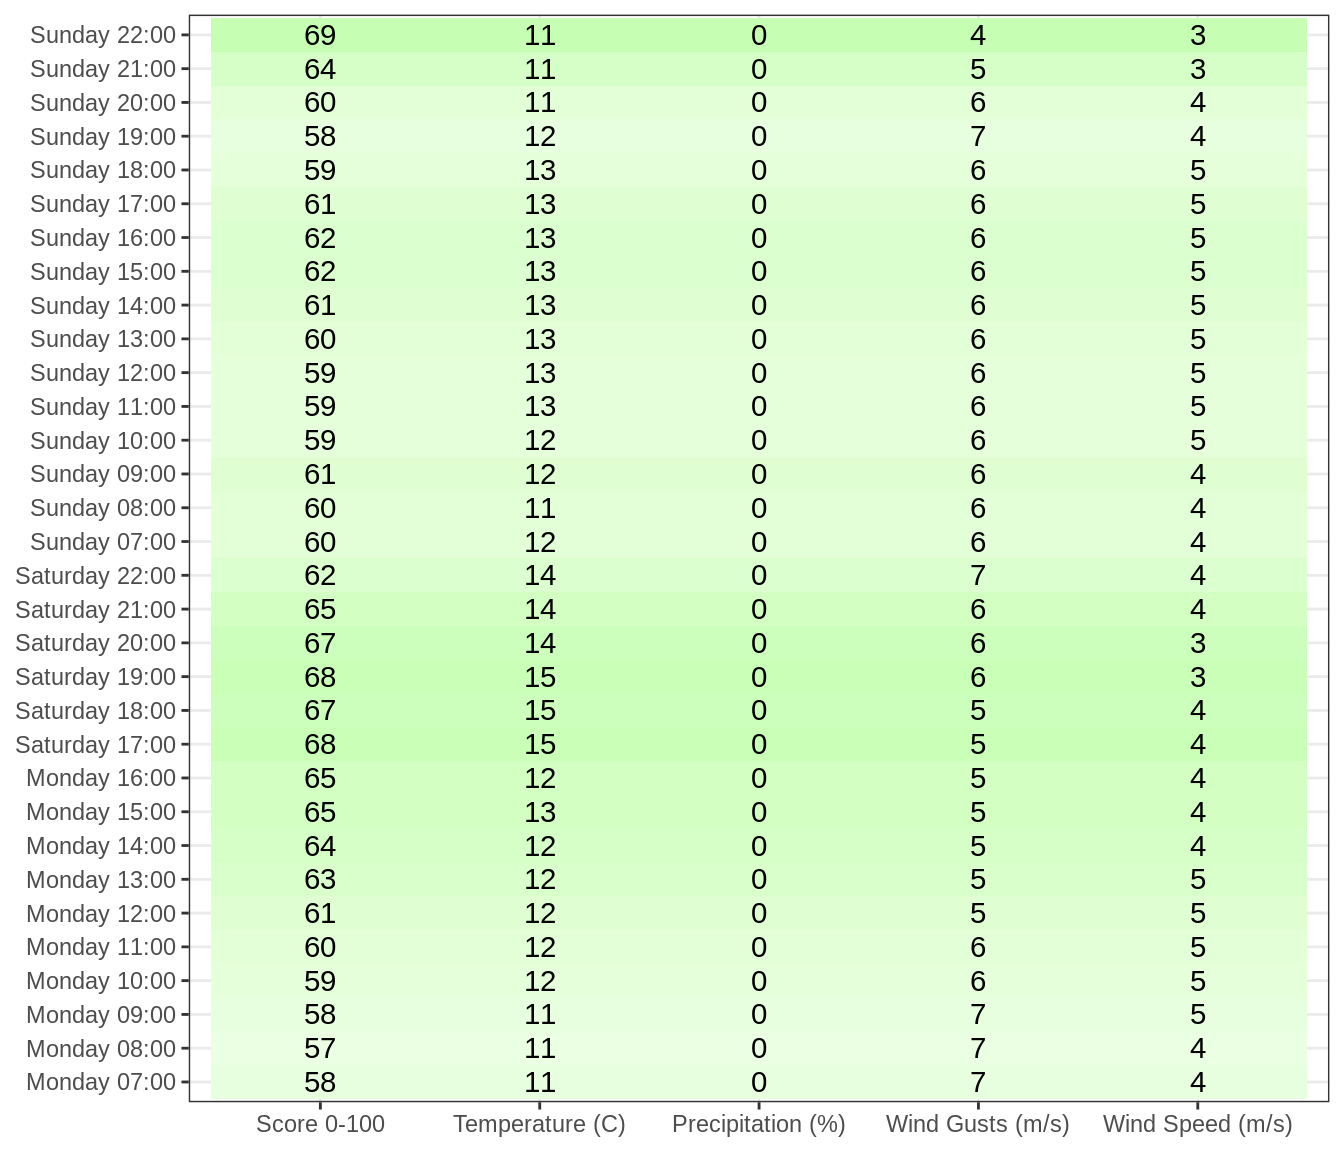 Sunday 22:00 69 11 0 4 3
Sunday 21:00 64 11 0 5 3
Sunday 20:00 60 11 0 6 4
Sunday 19:00 58 12 0 7 4
Sunday 18:00 59 13 0 6 5
Sunday 17:00 61 13 0 6 5
Sunday 16:00 62 13 0 6 5
Sunday 15:00 62 13 0 6 5
Sunday 14:00 61 13 0 6 5
Sunday 13:00 60 13 0 6 5
Sunday 12:00 59 13 0 6 5
Sunday 11:00 59 13 0 6 5
Sunday 10:00 59 12 0 6 5
Sunday 09:00 61 12 0 6 4
Sunday 08:00 60 11 0 6 4
Sunday 07:00 60 12 0 6 4
Saturday 22:00 62 14 0 7 4
Saturday 21:00 65 14 0 6 4
Saturday 20:00 67 14 0 6 3
Saturday 19:00 68 15 0 6 3
Saturday 18:00 67 15 0 5 4
Saturday 17:00 68 15 0 5 4
Monday 16:00 65 12 0 5 4
Monday 15:00 65 13 0 5 4
Monday 14:00 64 12 0 5 4
Monday 13:00 63 12 0 5 5
Monday 12:00 61 12 0 5 5
Monday 11:00 60 12 0 6 5
Monday 10:00 59 12 0 6 5
Monday 09:00 58 11 0 7 5
Monday 08:00 57 11 0 7 4
Monday 07:00 58 11 0 7 4
Score 0-100 Temperature (C) Precipitation (%) Wind Gusts (m/s) Wind Speed (m/s)